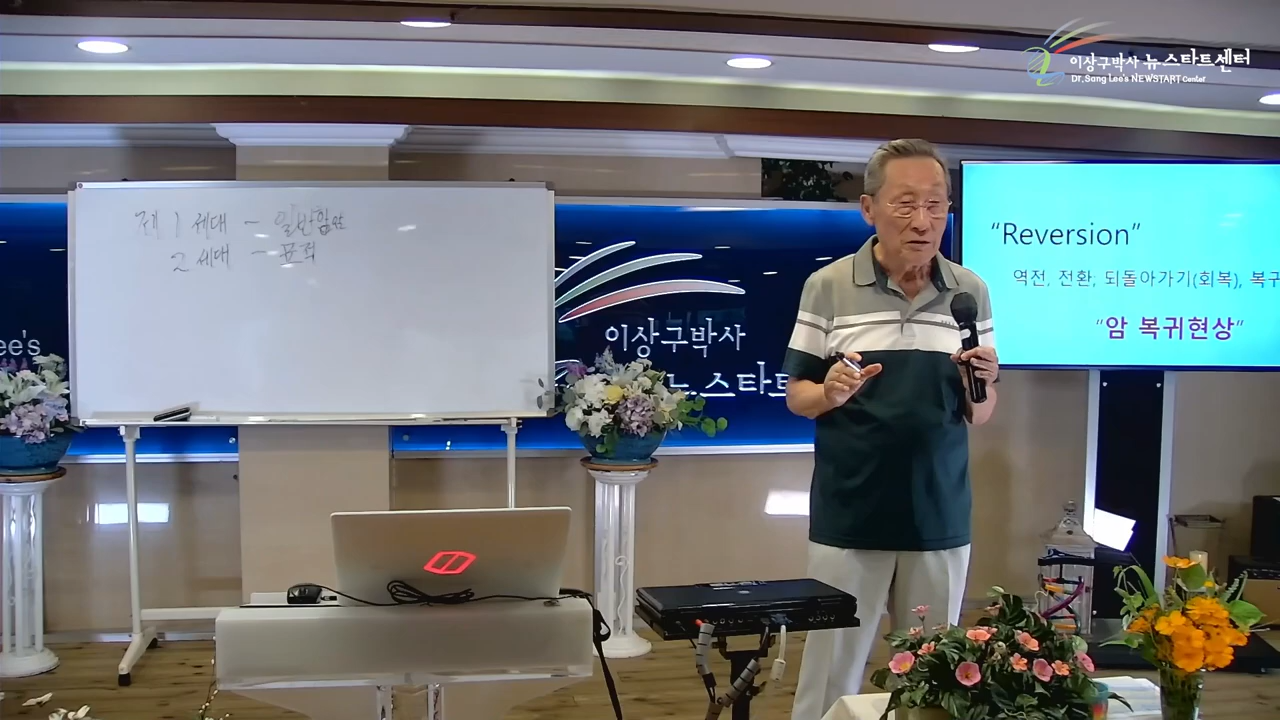 이상구박사 뉴스타트센터
Dr. Sang Lee's NEWSTART Center
제 1 세대 - 일반항암
2 세대 - 표적
"Reversion"
역전, 전환; 되돌아가기(회복), 복귀
"암 복귀현상"
ee's
이상구박사
뉴스타트